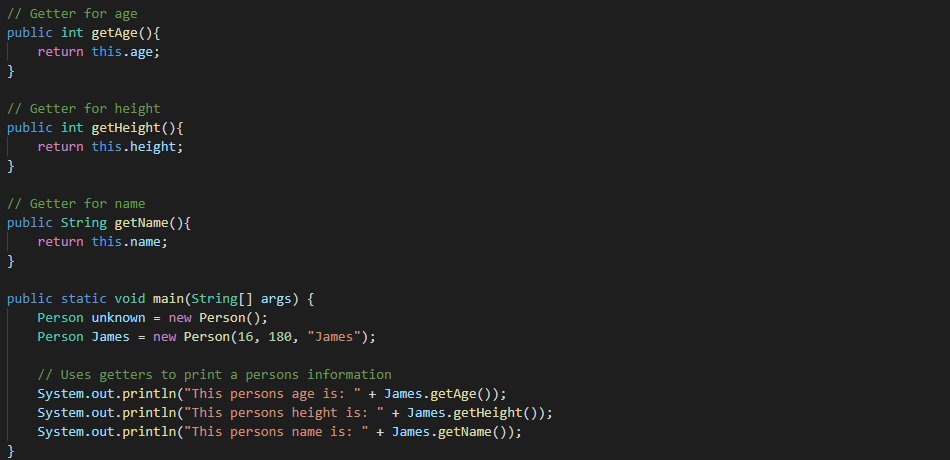 // Getter for age
public int getAge(){
    return this.age;
}

// Getter for height
public int getHeight(){
    return this.height;
}

// Getter for name
public String getName(){
    return this.name;
}

public static void main(String[] args) {
    Person unknown = new Person();
    Person James = new Person(16, 180, "James");

    // Uses getters to print a persons information
    System.out.println("This persons age is: " + James.getAge());
    System.out.println("This persons height is: " + James.getHeight());
    System.out.println("This persons name is: " + James.getName());
}